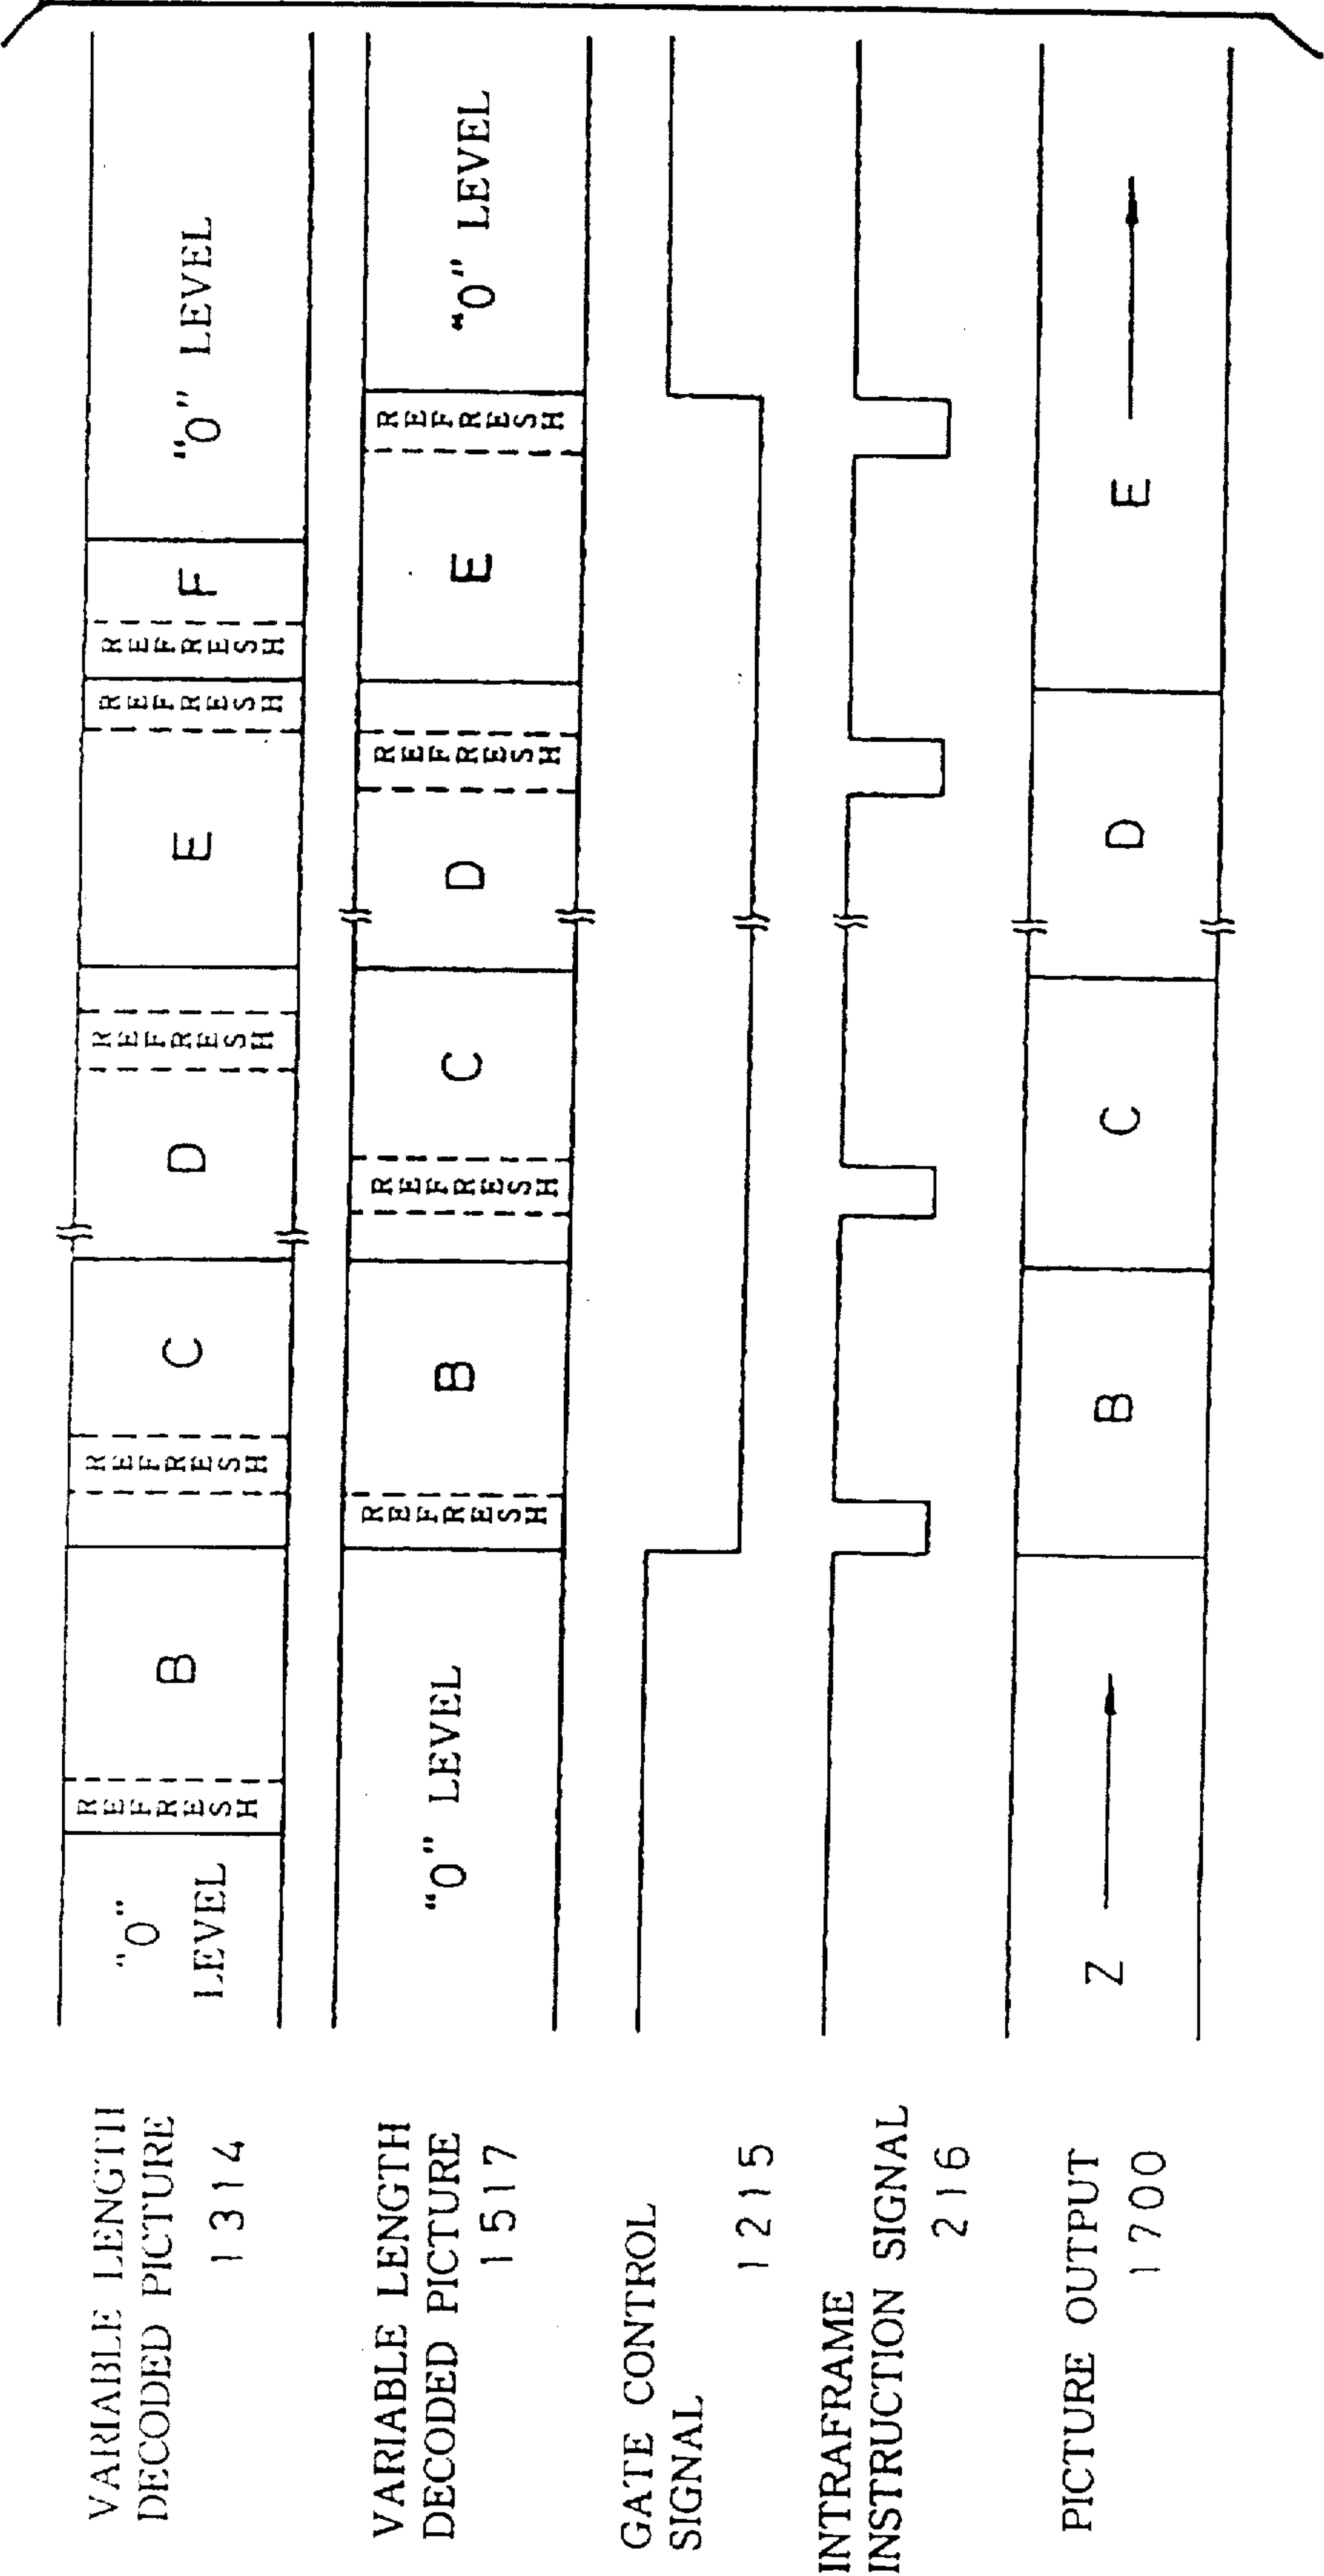 VARIABLE LENGTH
DECODED PICTURE
1314
"0"
LEVEL
REFRESH
B
REFRESH
C
D
REFRESH
E
REFRESH
REFRESH
F
"0" LEVEL
VARIABLE LENGTH
DECODED PICTURE
1517
"0" LEVEL
REFRESH
B
REFRESH
C
D
REFRESH
E
REFRESH
"0" LEVEL
GATE CONTROL
SIGNAL
1215
INTRAFRAME
INSTRUCTION SIGNAL
216
PICTURE OUTPUT
1700
Z
B
C
D
E